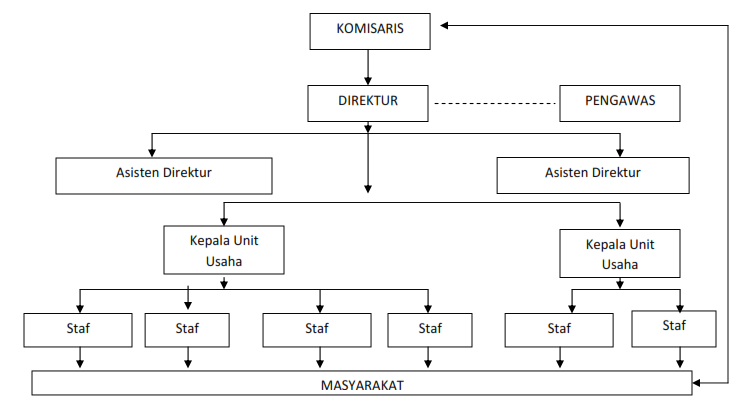 KOMISARIS
DIREKTUR
PENGAWAS
Asisten Direktur
Asisten Direktur
Kepala Unit
Usaha
Kepala Unit
Usaha
Staf
Staf
Staf
Staf
Staf
Staf
MASYARAKAT